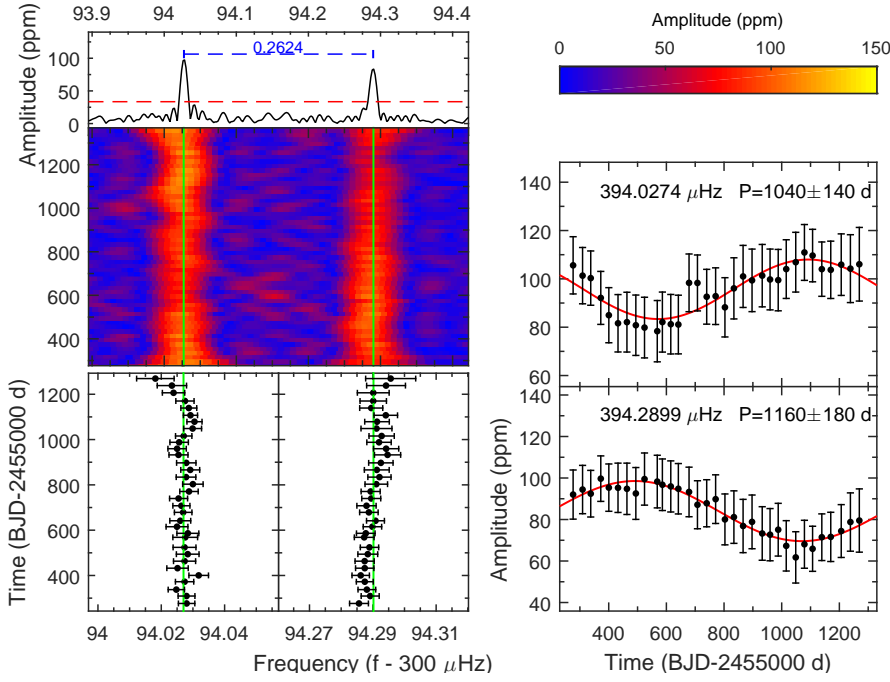 93.9 94 94.1 94.2 94.3 94.4
Amplitude (ppm)
100
50
0
0.2624
Amplitude (ppm)
0 50 100 150
1200
1000
800
600
400
1200
1000
800
600
400
Time (BJD-2455000 d)
94 94.02 94.04 94.27 94.29 94.31
Frequency (f - 300 μHz)
394.0274 μHz P=1040±140 d
140
120
100
80
60
394.2899 μHz P=1160±180 d
140
120
100
80
60
40
Amplitude (ppm)
400 600 800 1000 1200
Time (BJD-2455000 d)